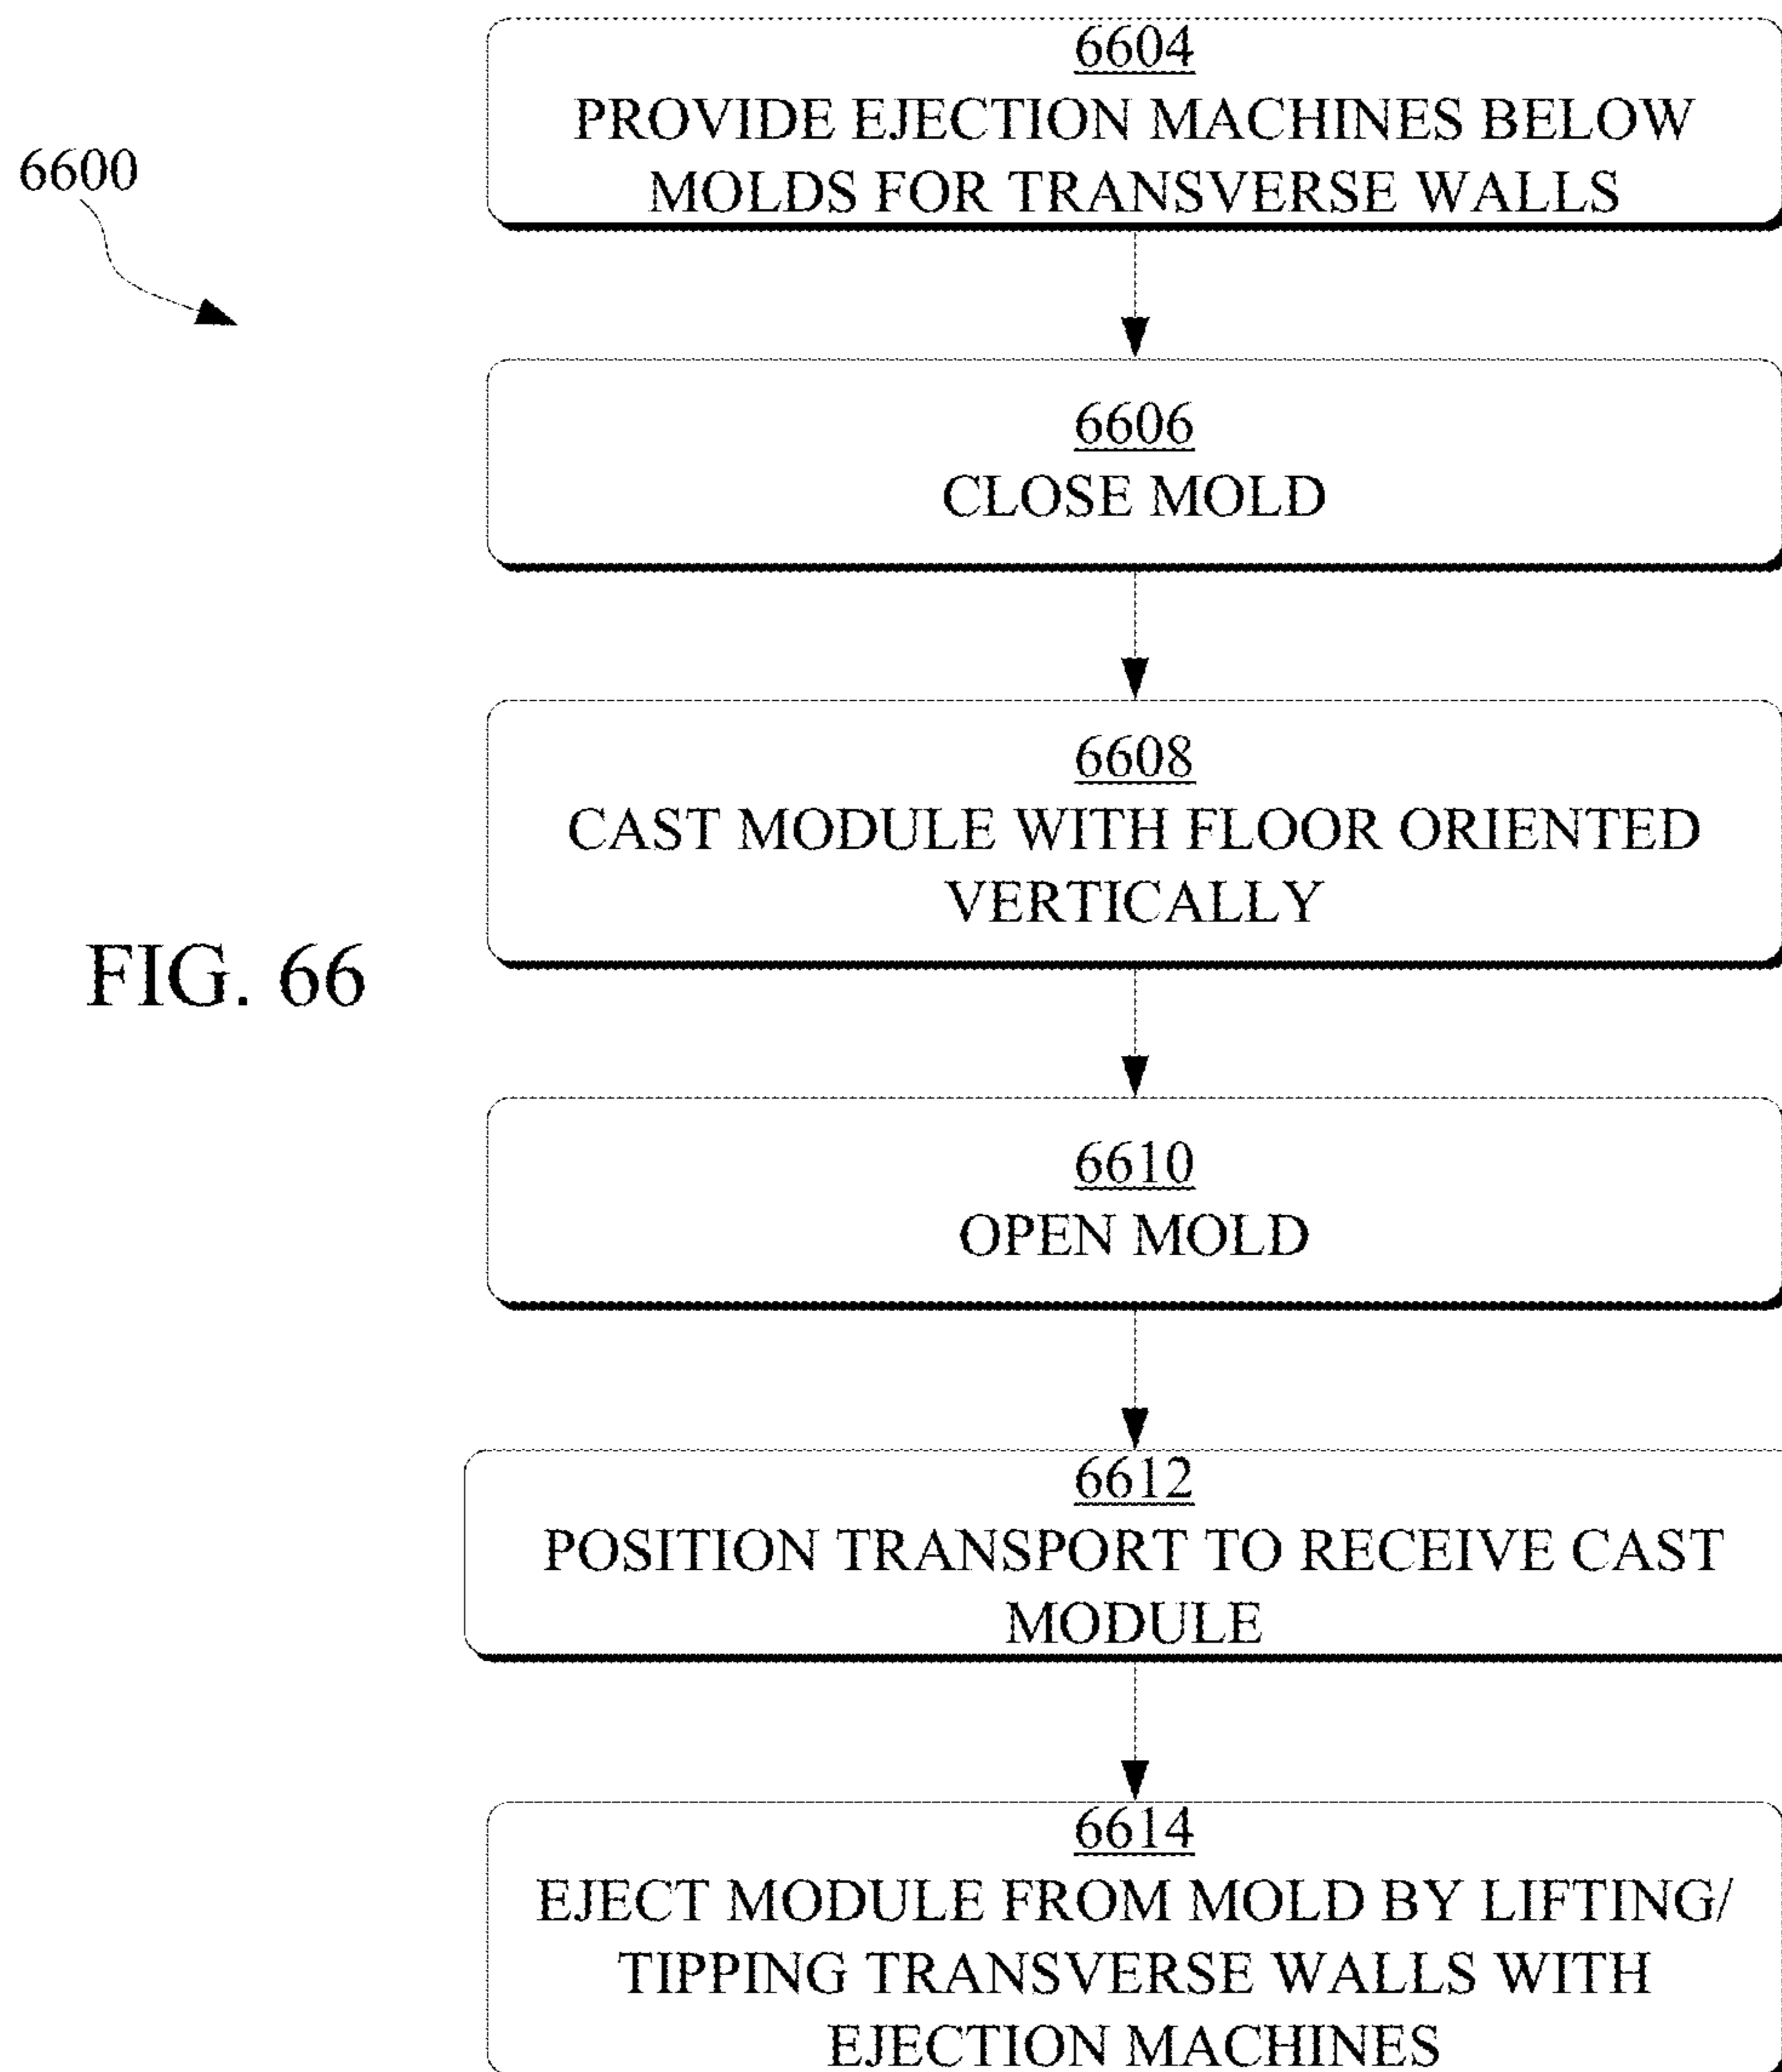 6600
6604
PROVIDE EJECTION MACHINES BELOW
MOLDS FOR TRANSVERSE WALLS
6606
CLOSE MOLD
6608
CAST MODULE WITH FLOOR ORIENTED
VERTICALLY
FIG. 66
6610
OPEN MOLD
6612
POSITION TRANSPORT TO RECEIVE CAST
MODULE
6614
EJECT MODULE FROM MOLD BY LIFTING/
TIPPING TRANSVERSE WALLS WITH
EJECTION MACHINES